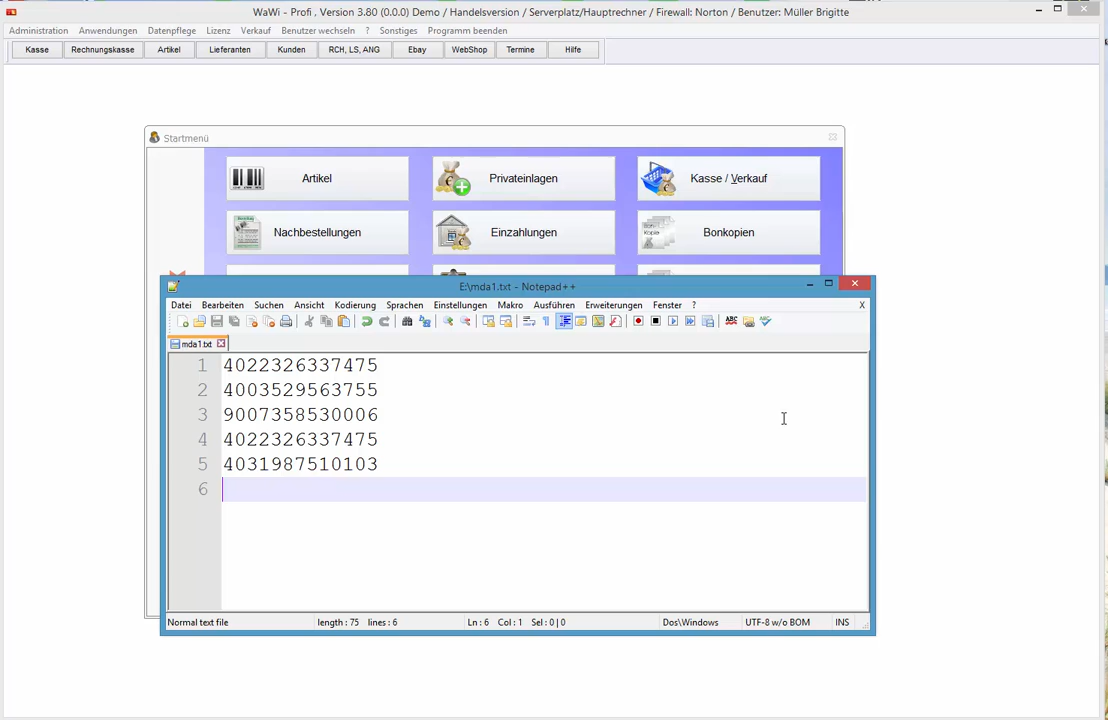 WaWi - Profi , Version 3.80 (0.0.0) Demo / Handelsversion / Serverplatz/Hauptrechner / Firewall: Norton / Benutzer: Müller Brigitte
Administration Anwendungen Datenpflege Lizenz Verkauf Benutzer wechseln ? Sonstiges Programm beenden
Kasse Rechnungskasse Artikel Lieferanten Kunden RCH, LS, ANG Ebay WebShop Termine Hilfe
Startmenü
Artikel Privateinlagen Kasse / Verkauf
Nachbestellungen Einzahlungen Bonkopien
E:\mda1.txt - Notepad++
Datei Bearbeiten Suchen Ansicht Kodierung Sprachen Einstellungen Makro Ausführen Erweiterungen Fenster ? X
mda1.txt
1 4022326337475
2 4003529563755
3 9007358530006
4 4022326337475
5 4031987510103
6
Normal text file length : 75 lines : 6 Ln : 6 Col : 1 Sel : 0 | 0 Dos\Windows UTF-8 w/o BOM INS